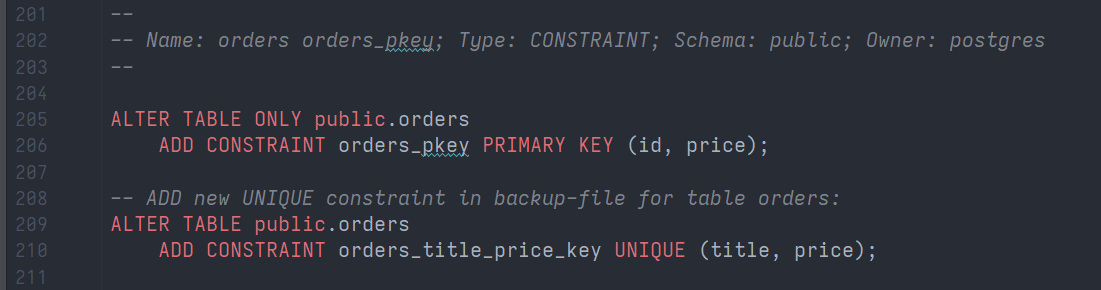 201 --
202 -- Name: orders orders_pkey; Type: CONSTRAINT; Schema: public; Owner: postgres
203 --
204
205 ALTER TABLE ONLY public.orders
206 ADD CONSTRAINT orders_pkey PRIMARY KEY (id, price);
207
208 -- ADD new UNIQUE constraint in backup-file for table orders:
209 ALTER TABLE public.orders
210 ADD CONSTRAINT orders_title_price_key UNIQUE (title, price);
211